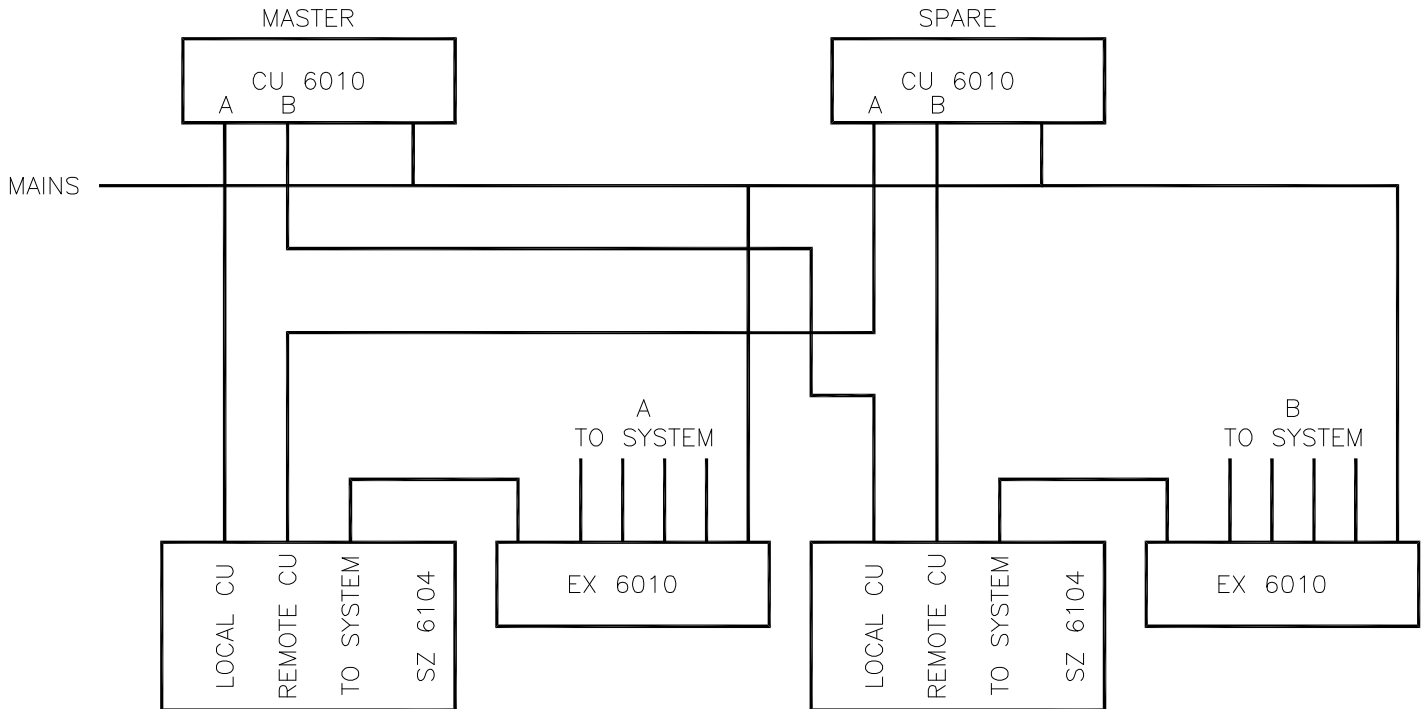 MASTER
SPARE
CU 6010
A B
CU 6010
A B
MAINS
A
TO SYSTEM
B
TO SYSTEM
LOCAL CU
REMOTE CU
TO SYSTEM
SZ 6104
EX 6010
LOCAL CU
REMOTE CU
TO SYSTEM
SZ 6104
EX 6010